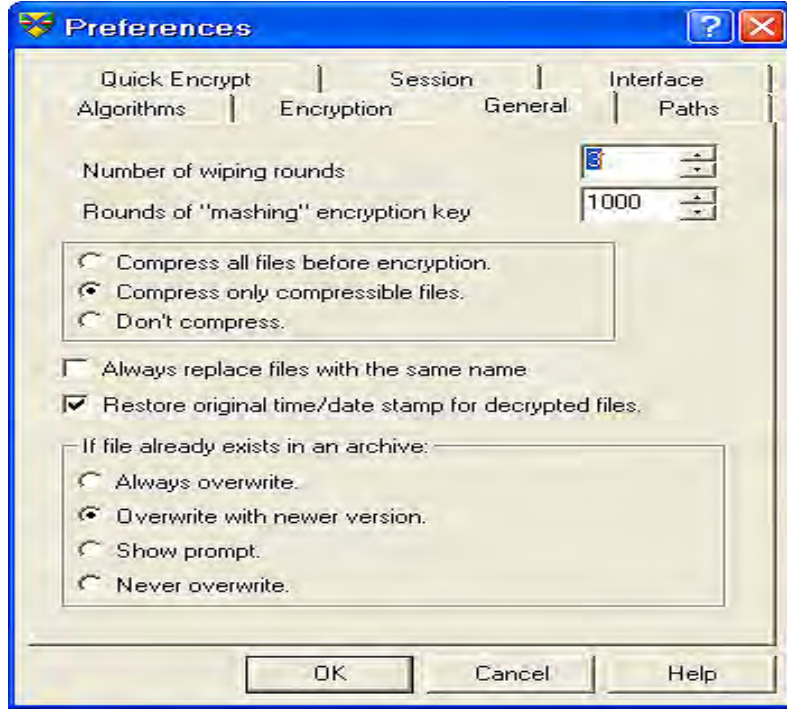 Preferences
Quick Encrypt Session Interface
Algorithms Encryption General Paths
Number of wiping rounds 3
Rounds of "mashing" encryption key 1000
Compress all files before encryption.
Compress only compressible files.
Don't compress.
Always replace files with the same name
Restore original time/date stamp for decrypted files.
If file already exists in an archive:
Always overwrite.
Overwrite with newer version.
Show prompt.
Never overwrite.
OK Cancel Help